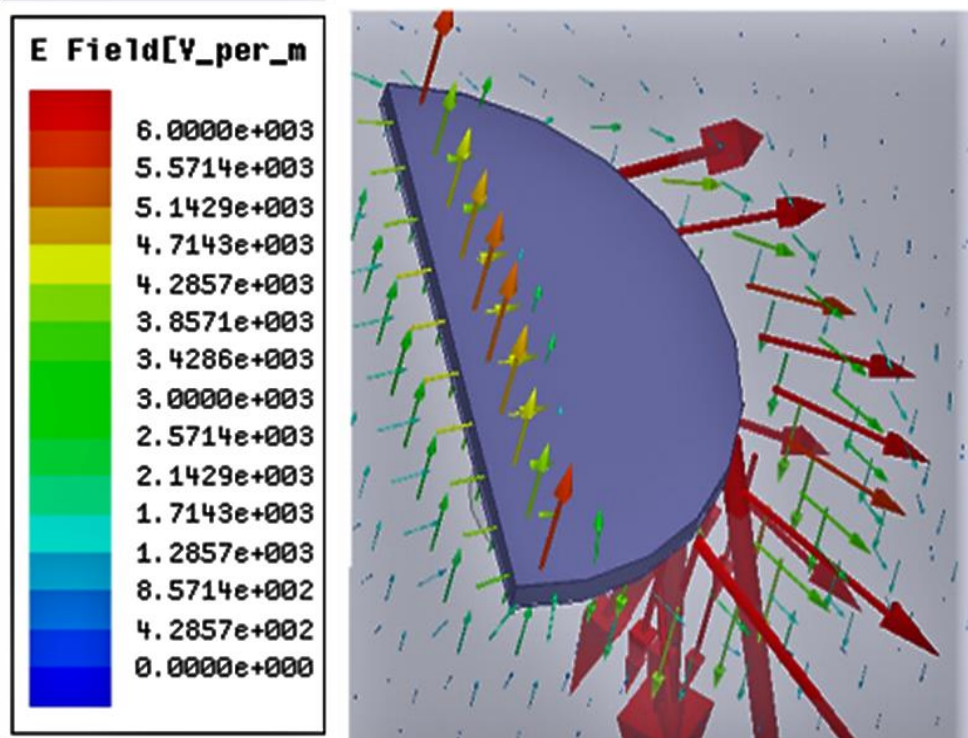 E Field[V_per_m
6.0000e+003
5.5714e+003
5.1429e+003
4.7143e+003
4.2857e+003
3.8571e+003
3.4286e+003
3.0000e+003
2.5714e+003
2.1429e+003
1.7143e+003
1.2857e+003
8.5714e+002
4.2857e+002
0.0000e+000